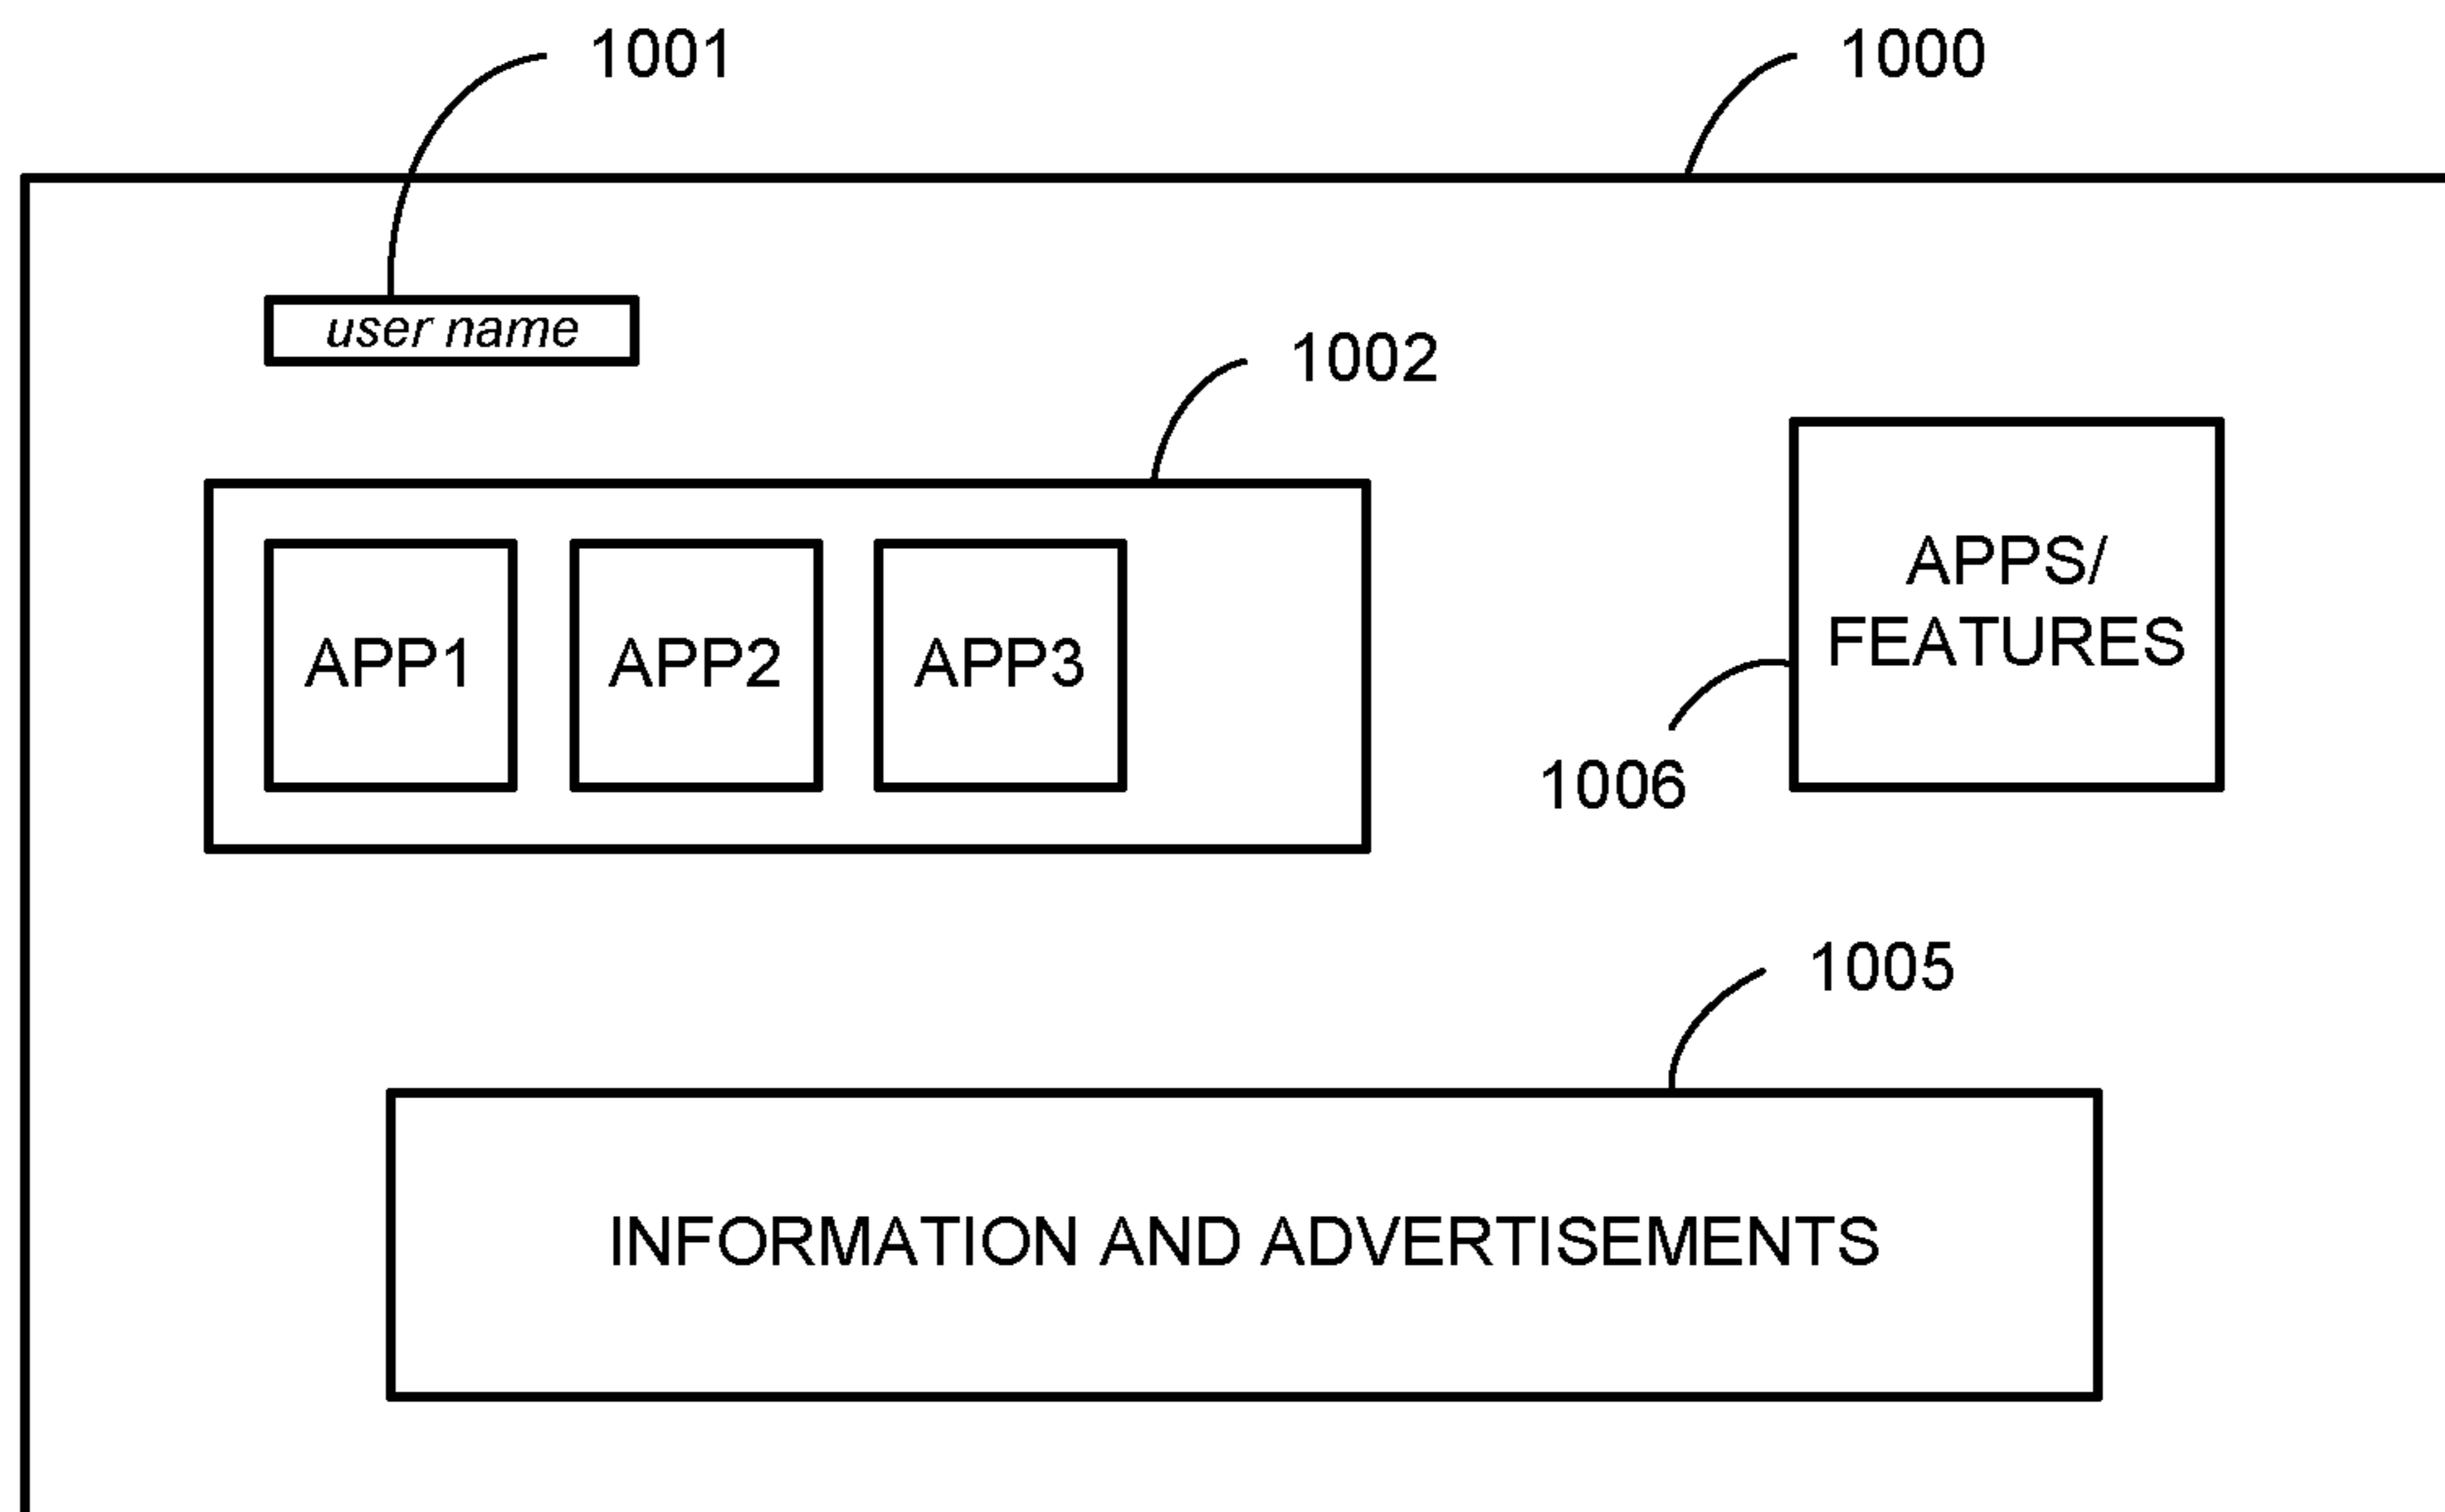 1001
1000
user name
1002
APPS/
FEATURES
APP1 APP2 APP3
1006
1005
INFORMATION AND ADVERTISEMENTS